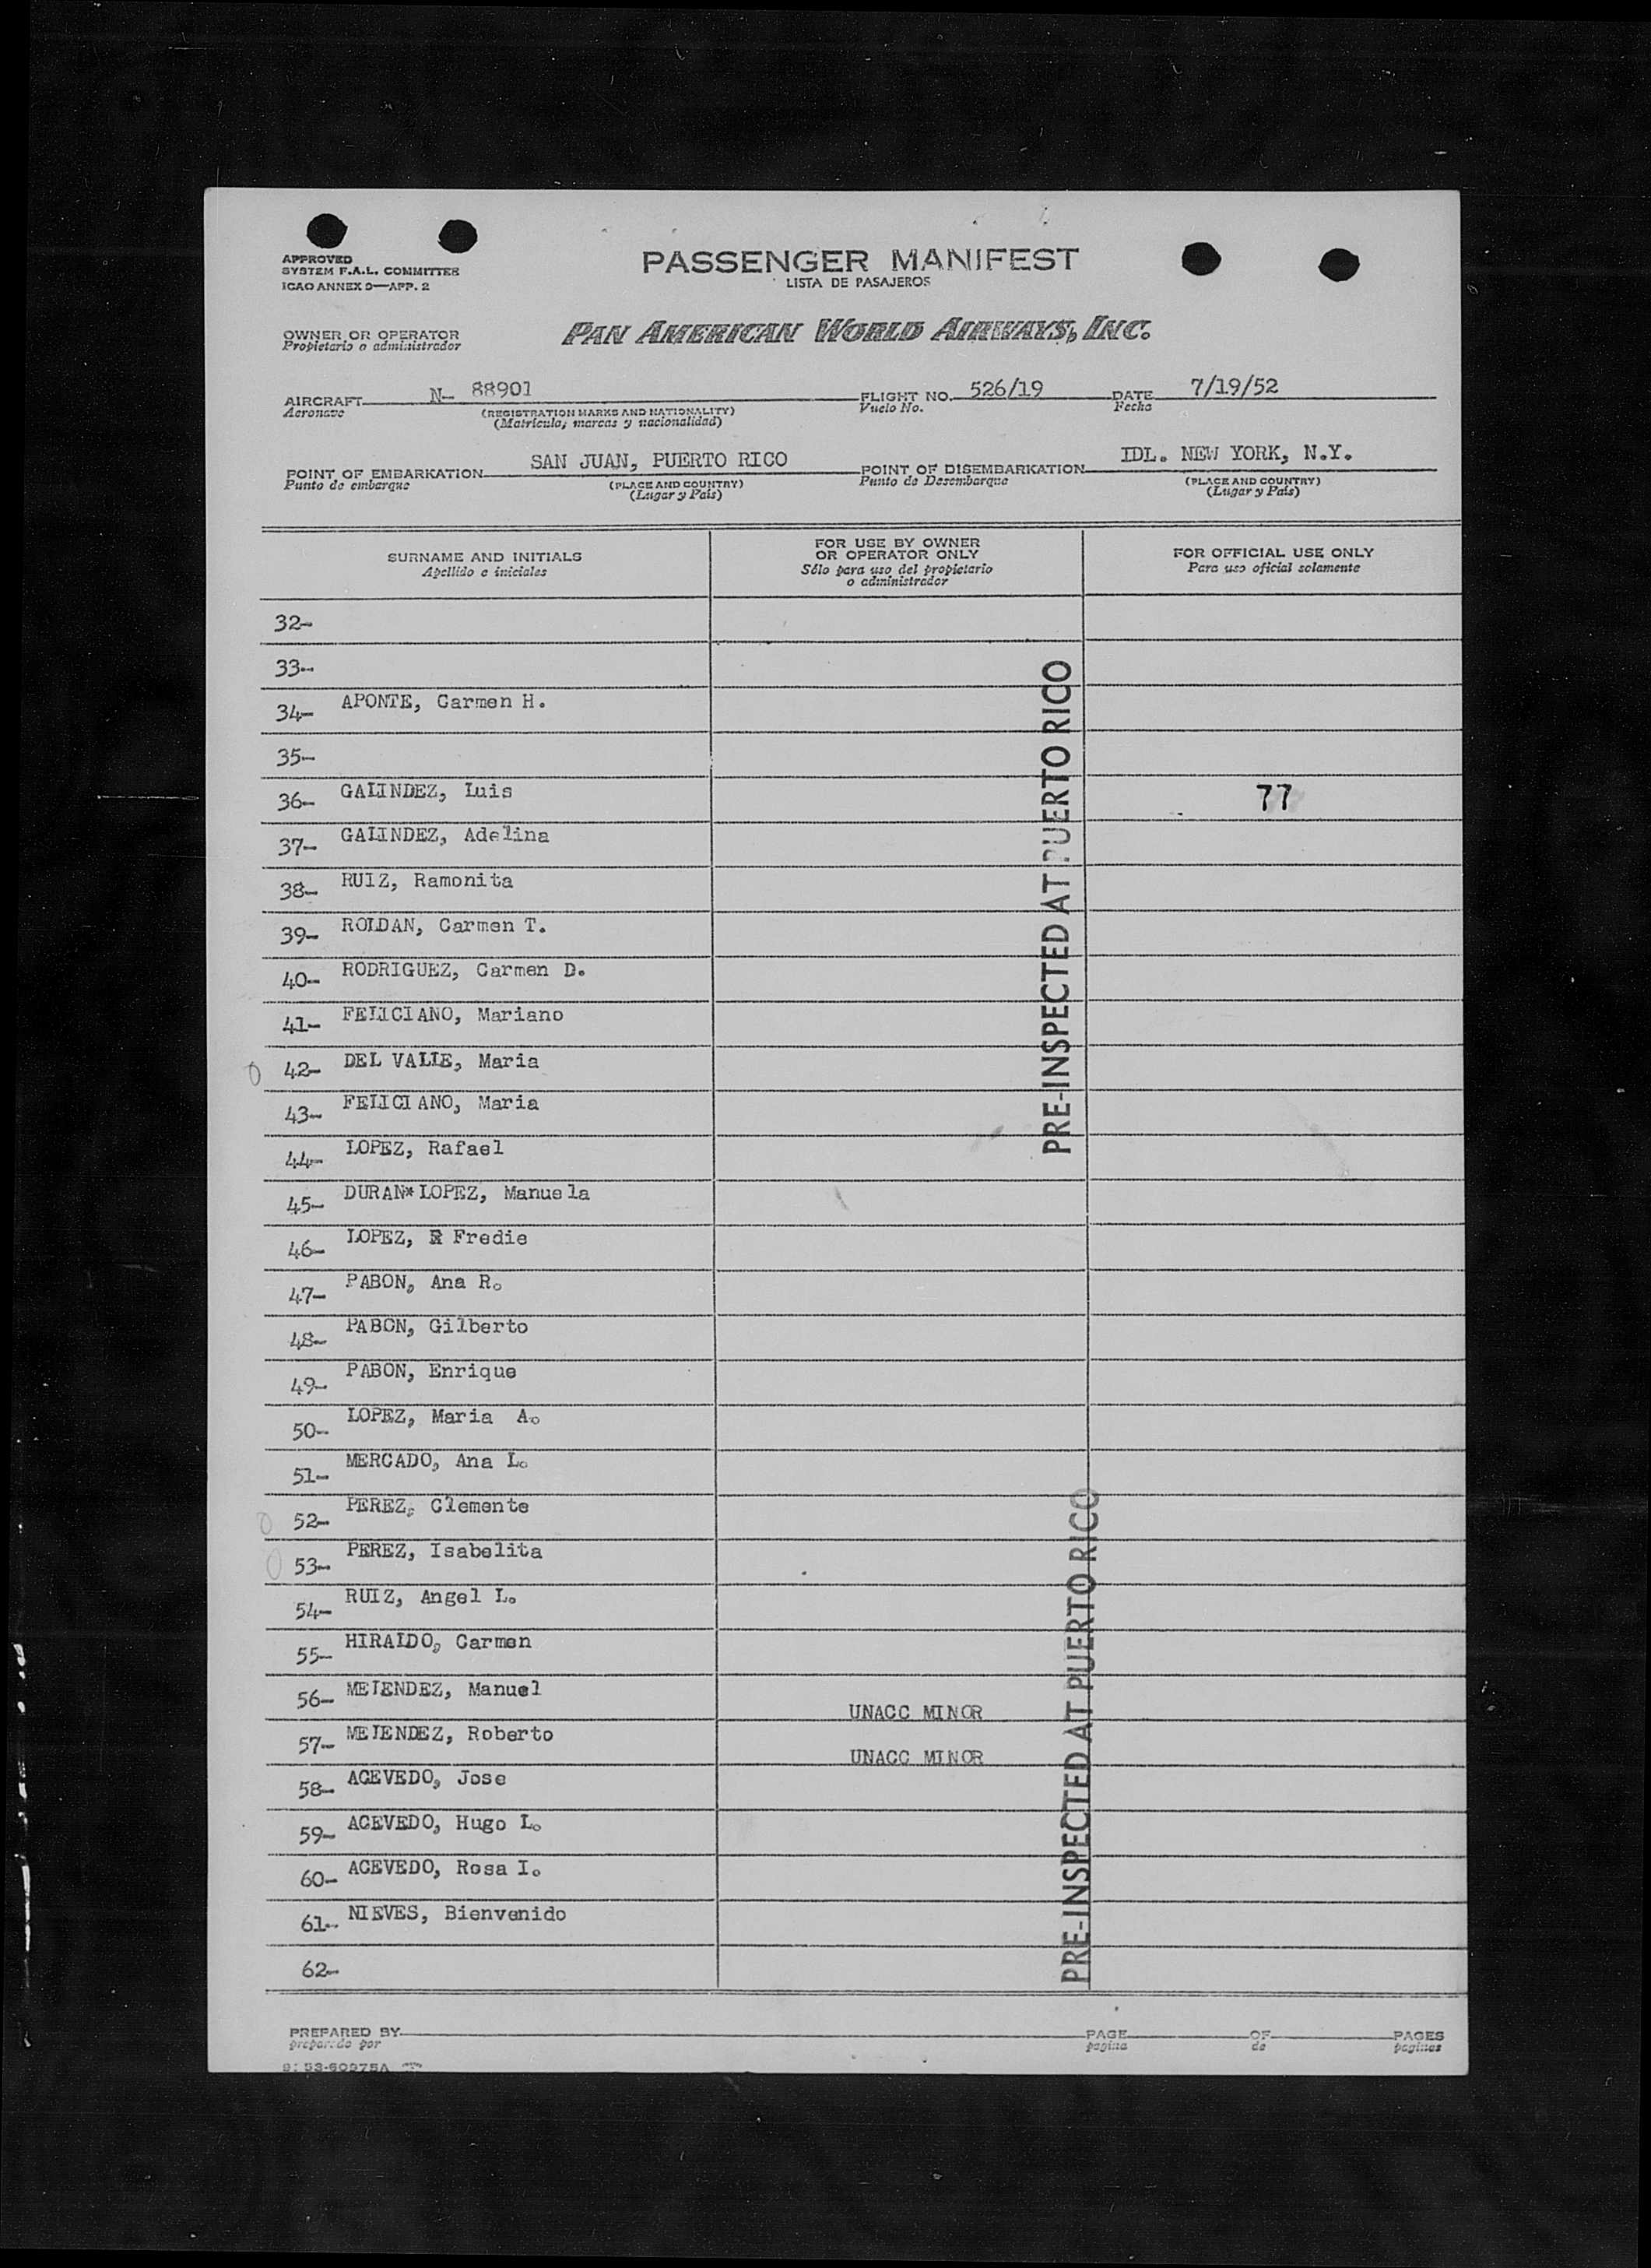 APPROVED
SYSTEM F.A.L. COMMITTEE
ICAO ANNEX 9—APP. 2
PASSENGER MANIFEST
LISTA DE PASAJEROS
OWNER OR OPERATOR
Propietario o administrador
PAN AMERICAN WORLD AIRWAYS, INC.
AIRCRAFT N- 88901 FLIGHT NO. 526/19 DATE 7/19/52
Aeronave (REGISTRATION MARKS AND NATIONALITY) Vuelo No. Fecha
(Matrícula, marcas y nacionalidad)
POINT OF EMBARKATION SAN JUAN, PUERTO RICO POINT OF DISEMBARKATION IDL. NEW YORK, N.Y.
Punto de embarque (PLACE AND COUNTRY) Punto de Desembarque (PLACE AND COUNTRY)
(Lugar y País) (Lugar y País)
SURNAME AND INITIALS
Apellido e iniciales
FOR USE BY OWNER
OR OPERATOR ONLY
Sólo para uso del propietario
o administrador
FOR OFFICIAL USE ONLY
Para uso oficial solamente
32-
33-
34- APONTE, Carmen H.
35-
36- GALINDEZ, Luis 77
37- GALINDEZ, Adelina
38- RUIZ, Ramonita
39- ROLDAN, Carmen T.
40- RODRIGUEZ, Carmen D.
41- FELICIANO, Mariano
0 42- DEL VALLE, Maria
43- FELICIANO, Maria
44- LOPEZ, Rafael
45- DURAN*LOPEZ, Manuela
46- LOPEZ, Fredie
47- PABON, Ana R.
48- PABON, Gilberto
49- PABON, Enrique
50- LOPEZ, Maria A.
51- MERCADO, Ana L.
0 52- PEREZ, Clemente
0 53- PEREZ, Isabelita
54- RUIZ, Angel L.
55- HIRALDO, Carmen
56- MELENDEZ, Manuel UNACC MINOR
57- MELENDEZ, Roberto UNACC MINOR
58- ACEVEDO, Jose
59- ACEVEDO, Hugo L.
60- ACEVEDO, Rosa I.
61- NIEVES, Bienvenido
62-
PRE-INSPECTED AT PUERTO RICO
PRE-INSPECTED AT PUERTO RICO
PREPARED BY PAGE OF PAGES
preparado por pagina de paginas